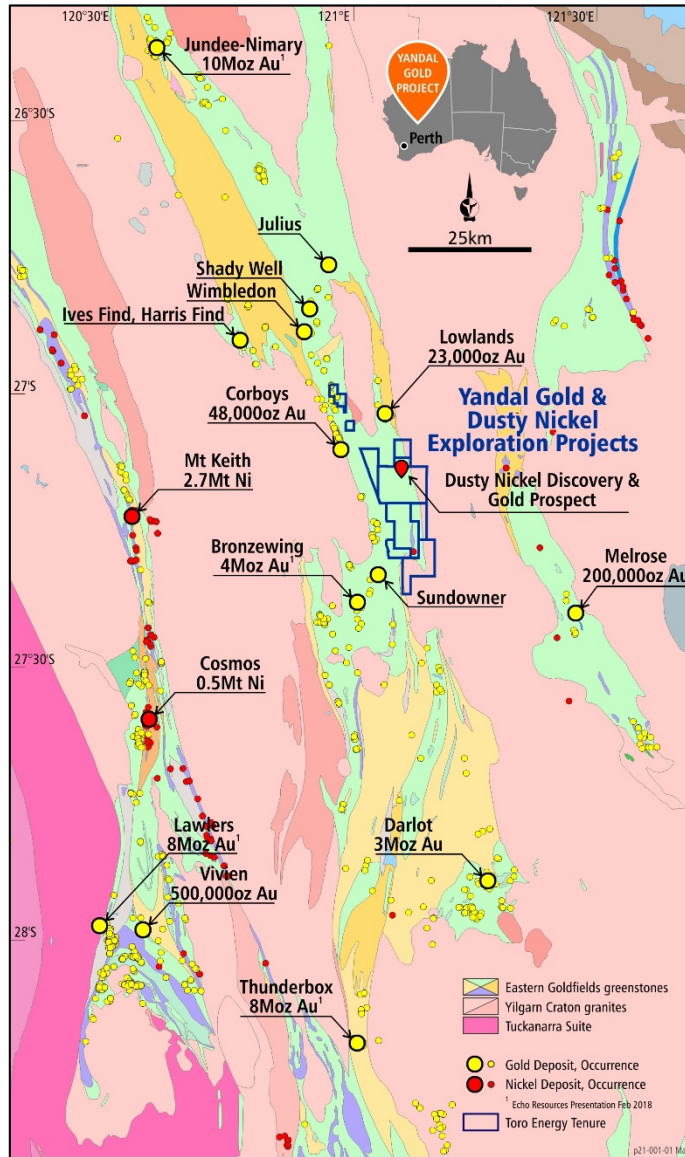 120°30'E
121°E
121°30'E
Jundee-Nimary
10Moz Au¹
YANDAL
GOLD
PROJECT
26°30'S
Perth
25km
Julius
Shady Well
Wimbledon
Ives Find, Harris Find
Lowlands
23,000oz Au
27°S
Corboys
48,000oz Au
Yandal Gold &
Dusty Nickel
Exploration Projects
Mt Keith
2.7Mt Ni
Dusty Nickel Discovery &
Gold Prospect
Bronzewing
4Moz Au¹
Melrose
200,000oz Au
Sundowner
27°30'S
Cosmos
0.5Mt Ni
Lawlers
8Moz Au¹
Darlot
3Moz Au
Vivien
500,000oz Au
28°S
Thunderbox
8Moz Au¹
Eastern Goldfields greenstones
Yilgarn Craton granites
Tuckanarra Suite
Gold Deposit, Occurrence
Nickel Deposit, Occurrence
¹ Echo Resources Presentation Feb 2018
Toro Energy Tenure
p21-001-01 Ma